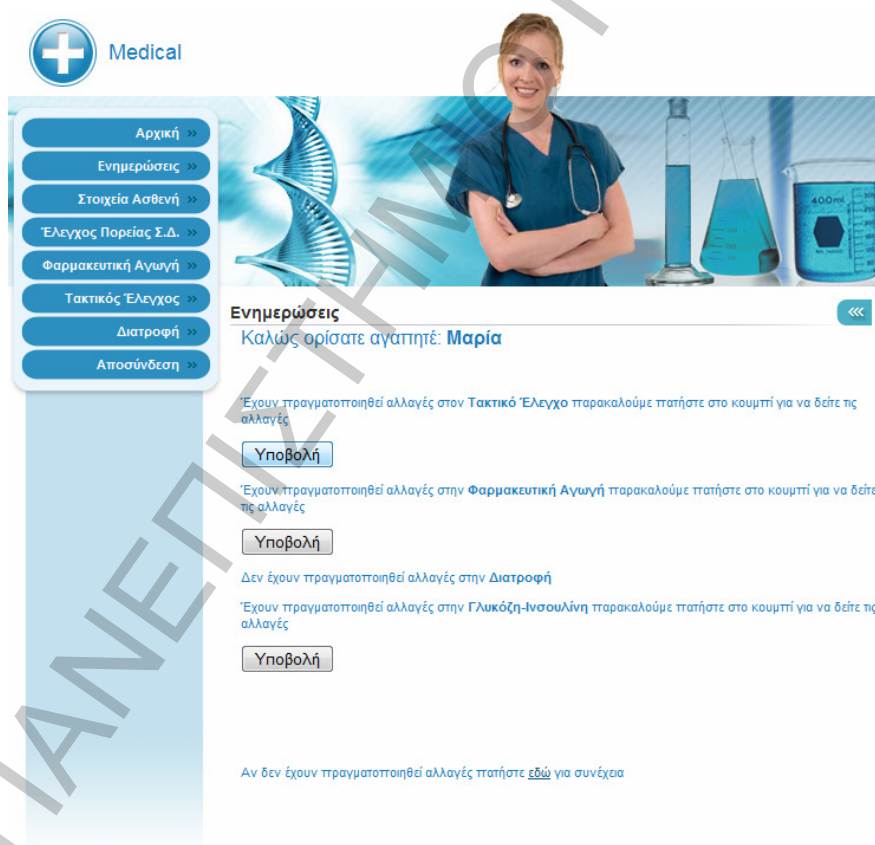 Medical
Αρχική »
Ενημερώσεις »
Στοιχεία Ασθενή »
Έλεγχος Πορείας Σ.Δ. »
Φαρμακευτική Αγωγή »
Τακτικός Έλεγχος »
Διατροφή »
Αποσύνδεση »
400ml
Ενημερώσεις
Καλώς ορίσατε αγαπητέ: Μαρία
Έχουν πραγματοποιηθεί αλλαγές στον Τακτικό Έλεγχο παρακαλούμε πατήστε στο κουμπί για να δείτε τις
αλλαγές
Υποβολή
Έχουν πραγματοποιηθεί αλλαγές στην Φαρμακευτική Αγωγή παρακαλούμε πατήστε στο κουμπί για να δείτε
τις αλλαγές
Υποβολή
Δεν έχουν πραγματοποιηθεί αλλαγές στην Διατροφή
Έχουν πραγματοποιηθεί αλλαγές στην Γλυκόζη-Ινσουλίνη παρακαλούμε πατήστε στο κουμπί για να δείτε τις
αλλαγές
Υποβολή
Αν δεν έχουν πραγματοποιηθεί αλλαγές πατήστε εδώ για συνέχεια